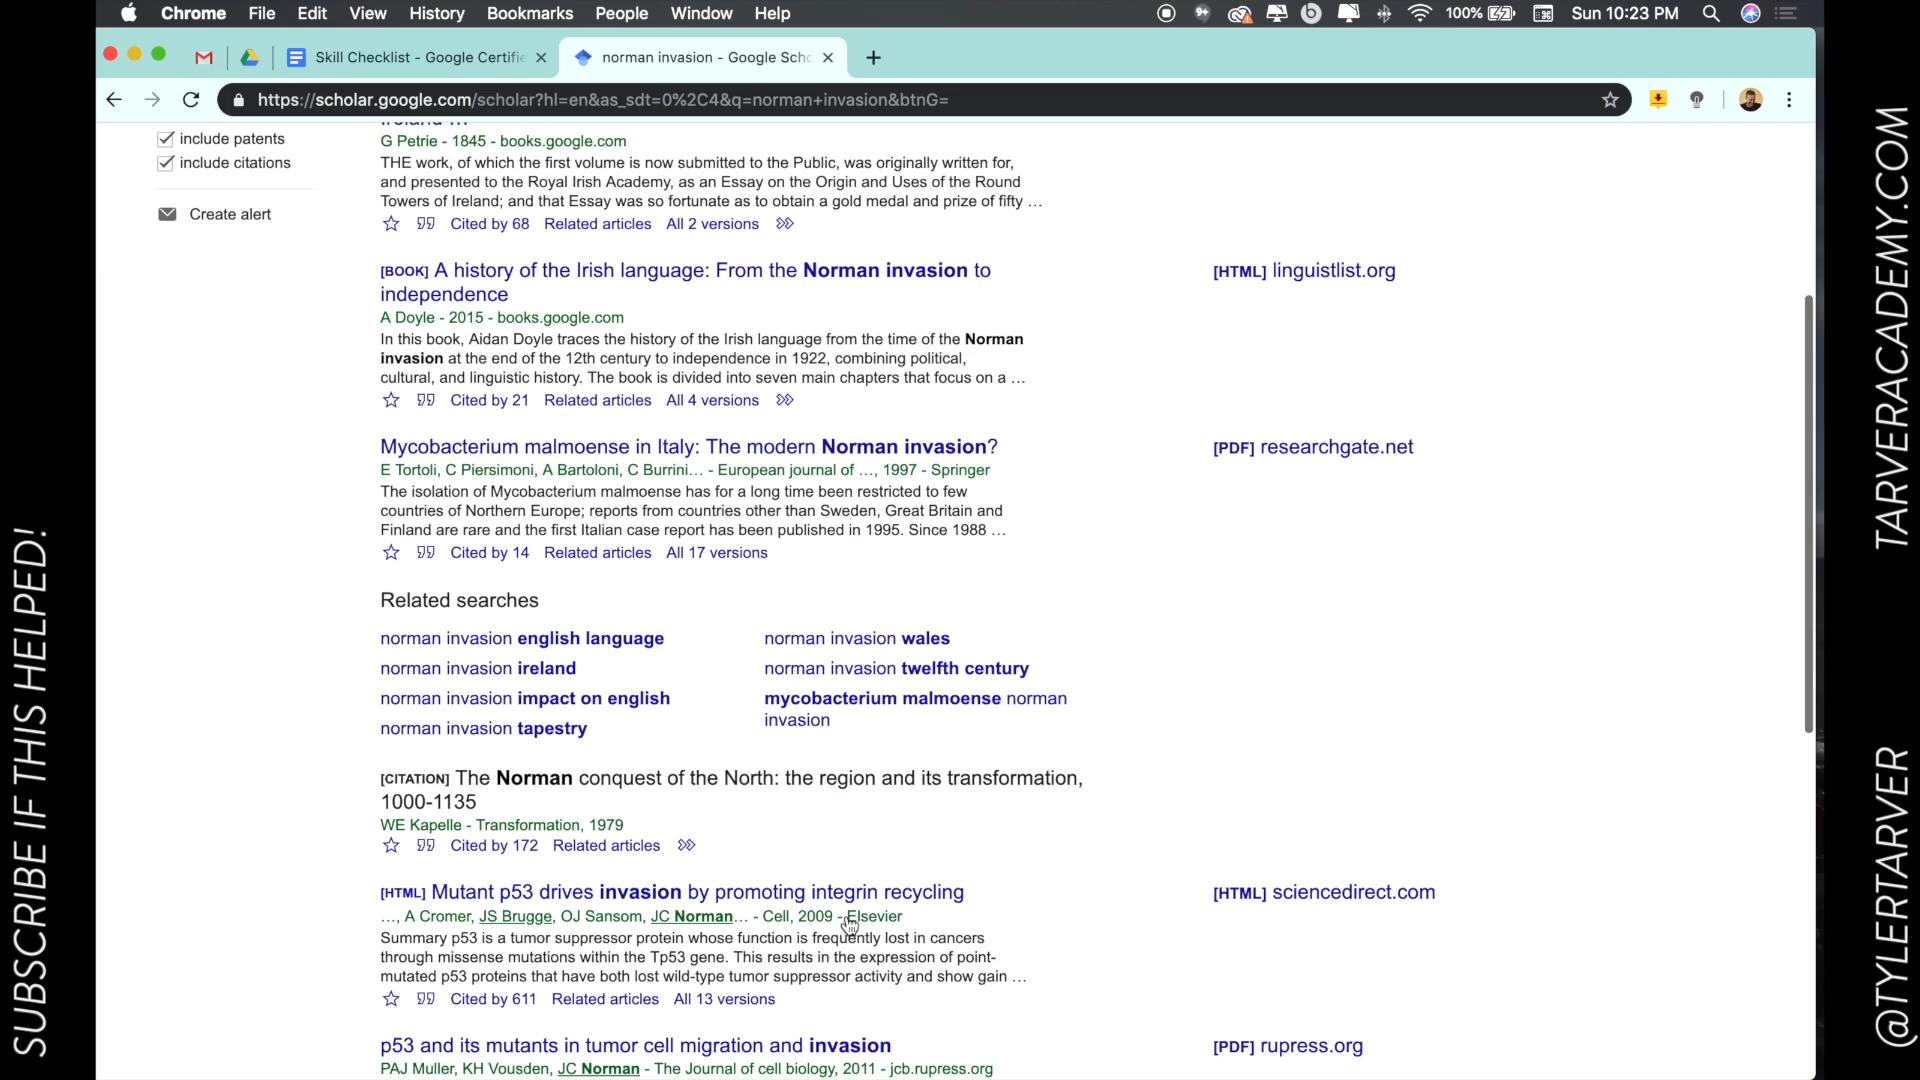 Chrome File Edit View History Bookmarks People Window Help 9+ 100% Sun 10:23 PM
Skill Checklist - Google Certifie norman invasion - Google Scho
https://scholar.google.com/scholar?hl=en&as_sdt=0%2C4&q=norman+invasion&btnG=
include patents
include citations
Create alert
G Petrie - 1845 - books.google.com
THE work, of which the first volume is now submitted to the Public, was originally written for,
and presented to the Royal Irish Academy, as an Essay on the Origin and Uses of the Round
Towers of Ireland; and that Essay was so fortunate as to obtain a gold medal and prize of fifty …
Cited by 68 Related articles All 2 versions
[BOOK] A history of the Irish language: From the Norman invasion to
independence
[HTML] linguistlist.org
A Doyle - 2015 - books.google.com
In this book, Aidan Doyle traces the history of the Irish language from the time of the Norman
invasion at the end of the 12th century to independence in 1922, combining political,
cultural, and linguistic history. The book is divided into seven main chapters that focus on a …
Cited by 21 Related articles All 4 versions
Mycobacterium malmoense in Italy: The modern Norman invasion?
[PDF] researchgate.net
E Tortoli, C Piersimoni, A Bartoloni, C Burrini… - European journal of …, 1997 - Springer
The isolation of Mycobacterium malmoense has for a long time been restricted to few
countries of Northern Europe; reports from countries other than Sweden, Great Britain and
Finland are rare and the first Italian case report has been published in 1995. Since 1988 …
Cited by 14 Related articles All 17 versions
Related searches
norman invasion english language
norman invasion ireland
norman invasion impact on english
norman invasion tapestry
norman invasion wales
norman invasion twelfth century
mycobacterium malmoense norman
invasion
[CITATION] The Norman conquest of the North: the region and its transformation,
1000-1135
WE Kapelle - Transformation, 1979
Cited by 172 Related articles
[HTML] Mutant p53 drives invasion by promoting integrin recycling
[HTML] sciencedirect.com
…, A Cromer, JS Brugge, OJ Sansom, JC Norman… - Cell, 2009 - Elsevier
Summary p53 is a tumor suppressor protein whose function is frequently lost in cancers
through missense mutations within the Tp53 gene. This results in the expression of point-
mutated p53 proteins that have both lost wild-type tumor suppressor activity and show gain …
Cited by 611 Related articles All 13 versions
p53 and its mutants in tumor cell migration and invasion
[PDF] rupress.org
PAJ Muller, KH Vousden, JC Norman - The Journal of cell biology, 2011 - jcb.rupress.org
SUBSCRIBE IF THIS HELPED!
TARVERACADEMY.COM
@TYLERTARVER